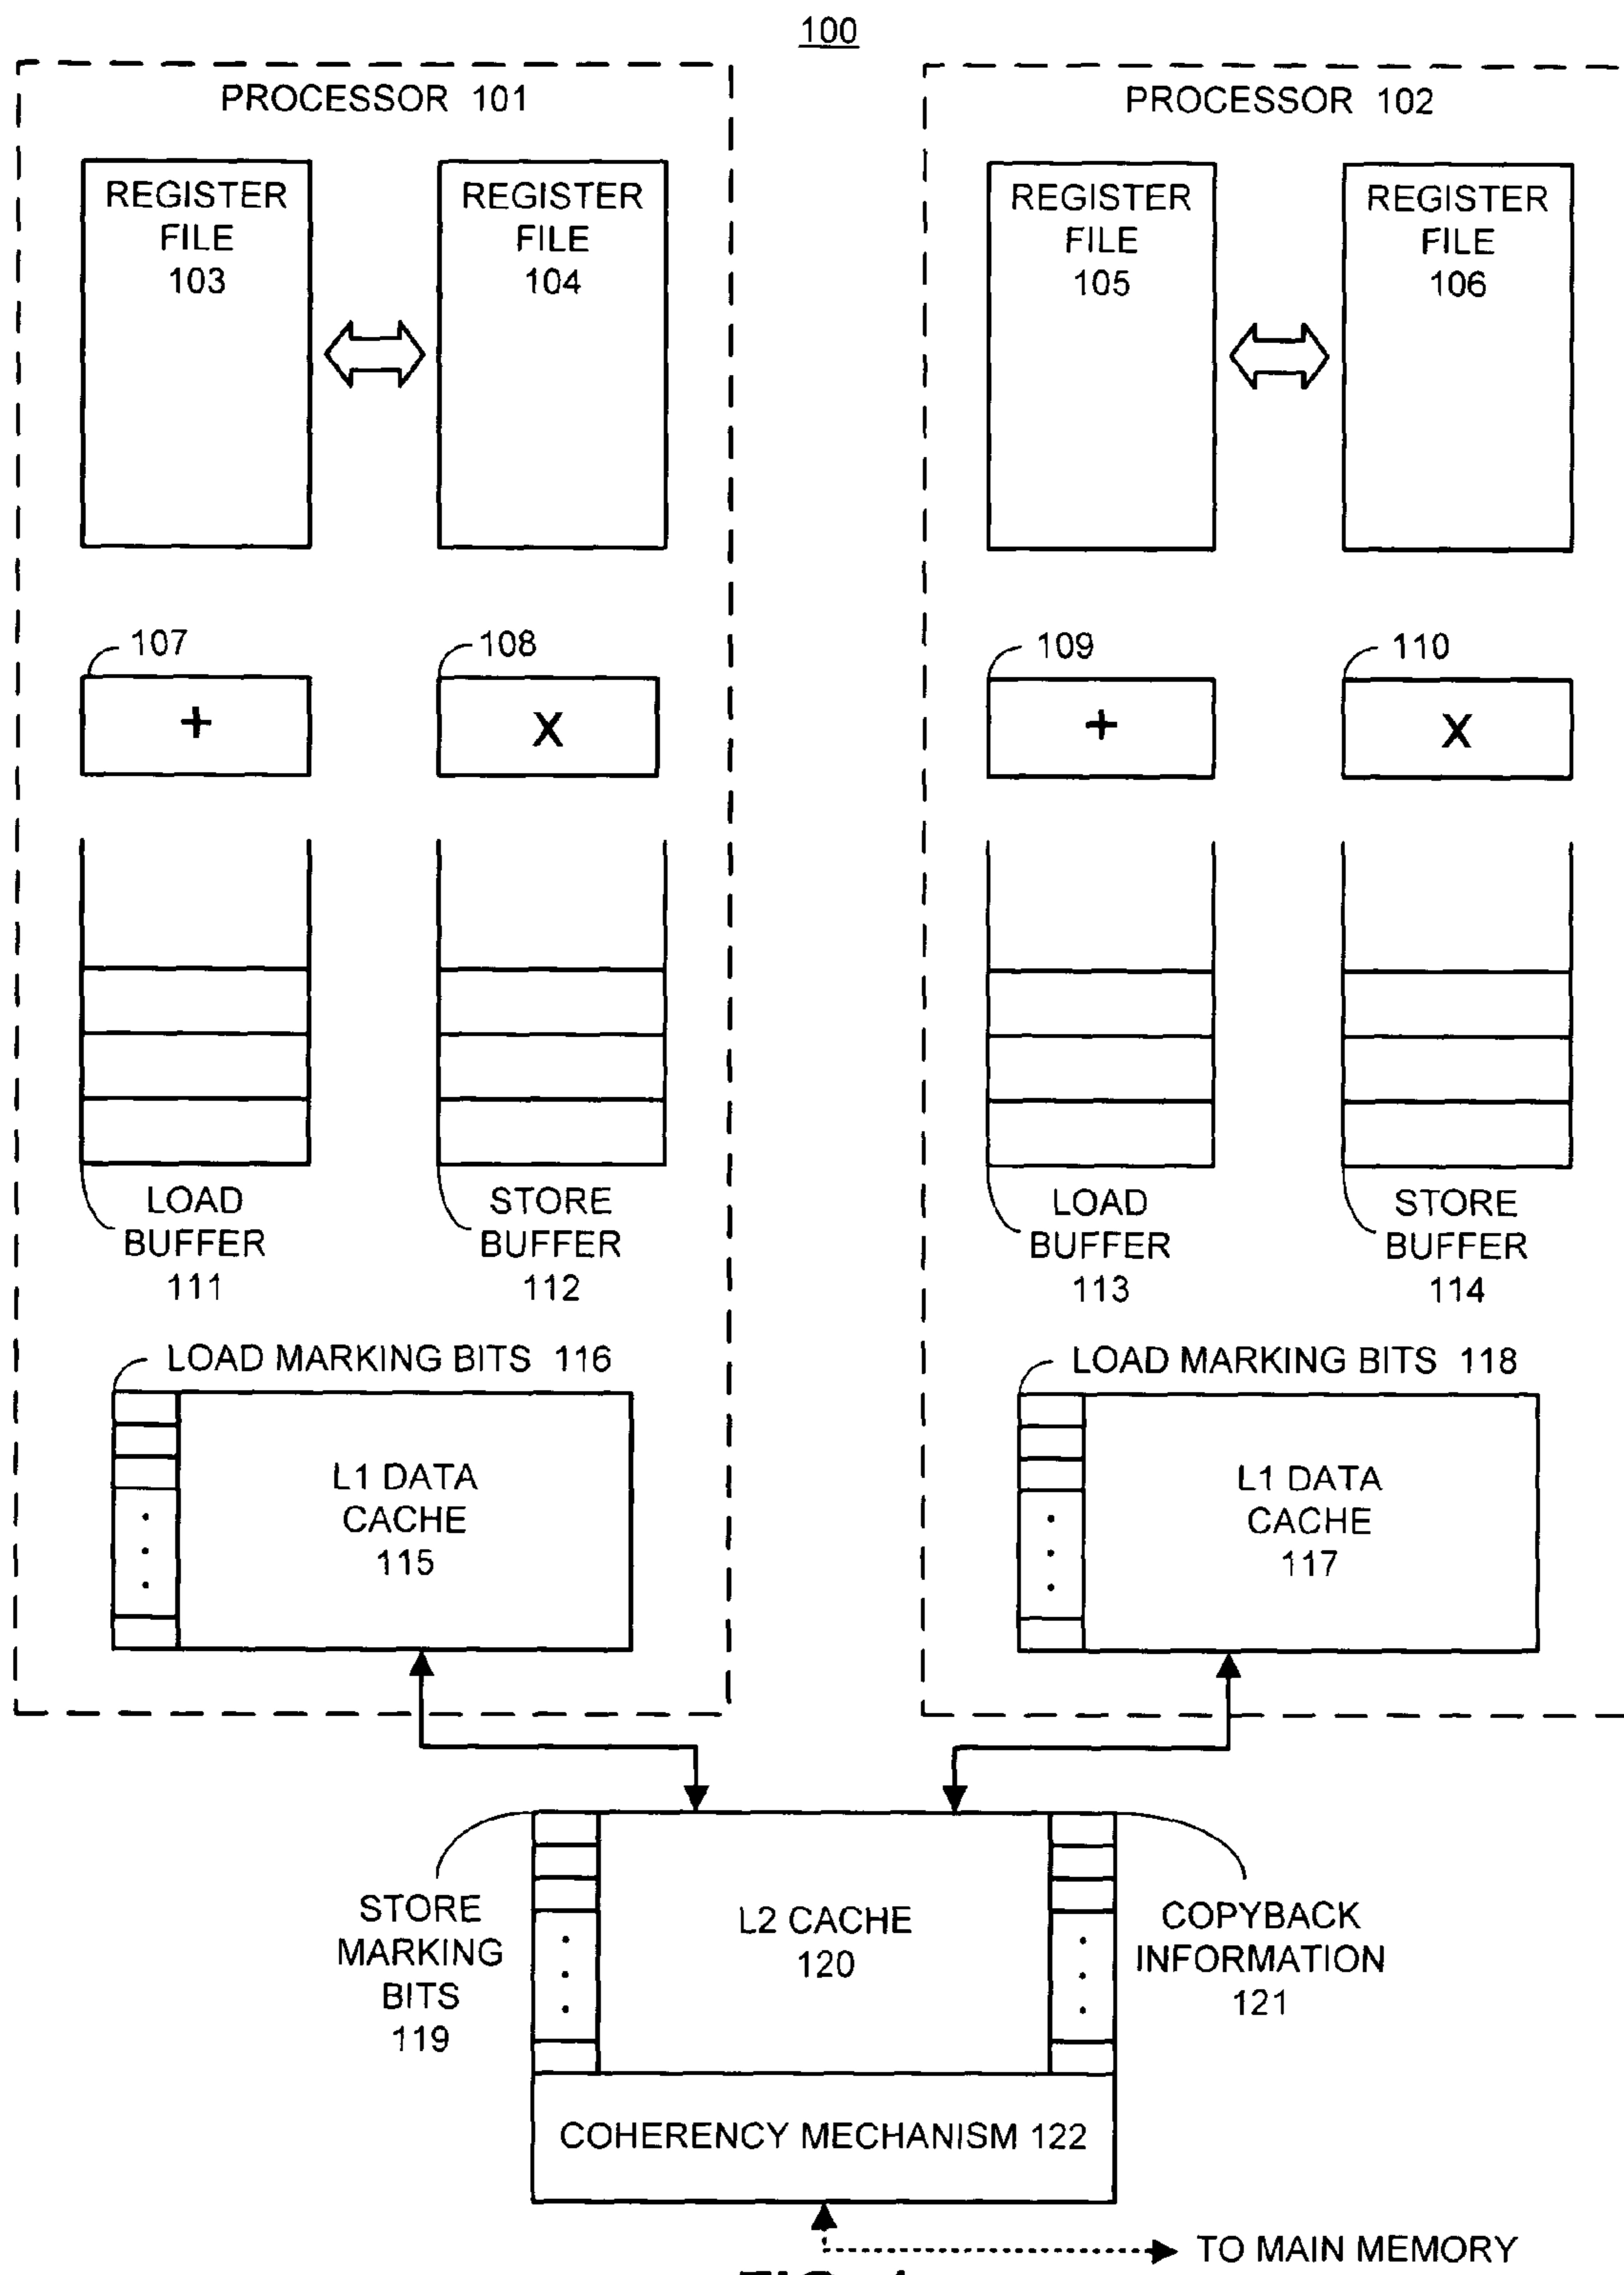 100
PROCESSOR 101
REGISTER
FILE
103
REGISTER
FILE
104
107
+
108
X
LOAD
BUFFER
111
STORE
BUFFER
112
LOAD MARKING BITS 116
L1 DATA
CACHE
115
PROCESSOR 102
REGISTER
FILE
105
REGISTER
FILE
106
109
+
110
X
LOAD
BUFFER
113
STORE
BUFFER
114
LOAD MARKING BITS 118
L1 DATA
CACHE
117
STORE
MARKING
BITS
119
L2 CACHE
120
COPYBACK
INFORMATION
121
COHERENCY MECHANISM 122
TO MAIN MEMORY